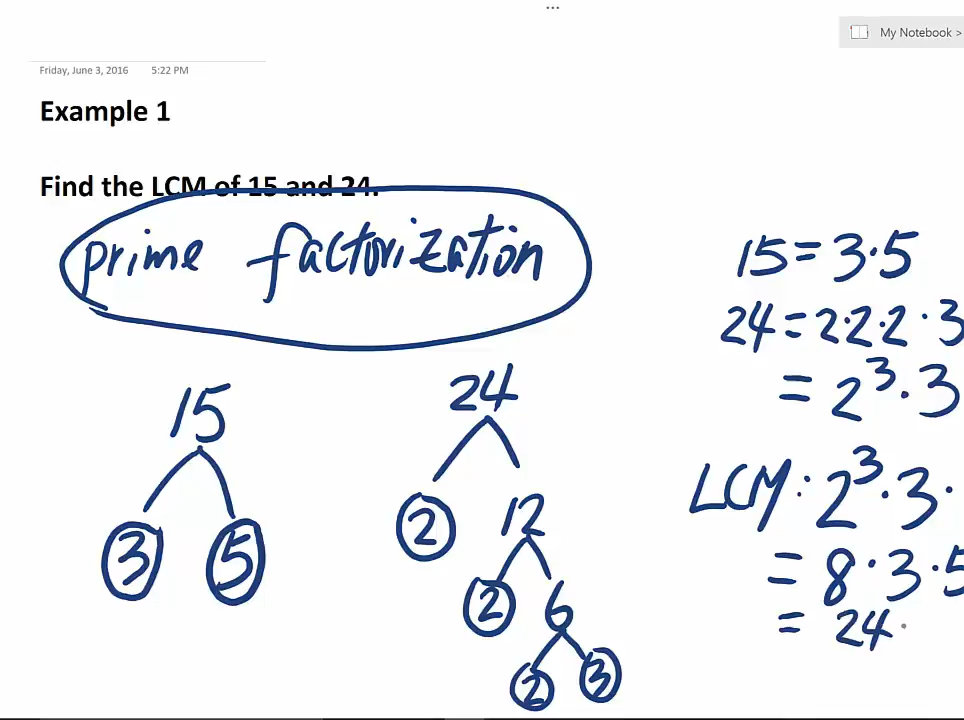 ...
My Notebook >
Friday, June 3, 2016 5:22 PM
Example 1
Find the LCM of 15 and 24.
prime factorization
15 = 3·5
24 = 2·2·2·3
= 2³·3
15
3 5
24
2 12
2 6
2 3
LCM: 2³·3·
= 8·3·5
= 24·